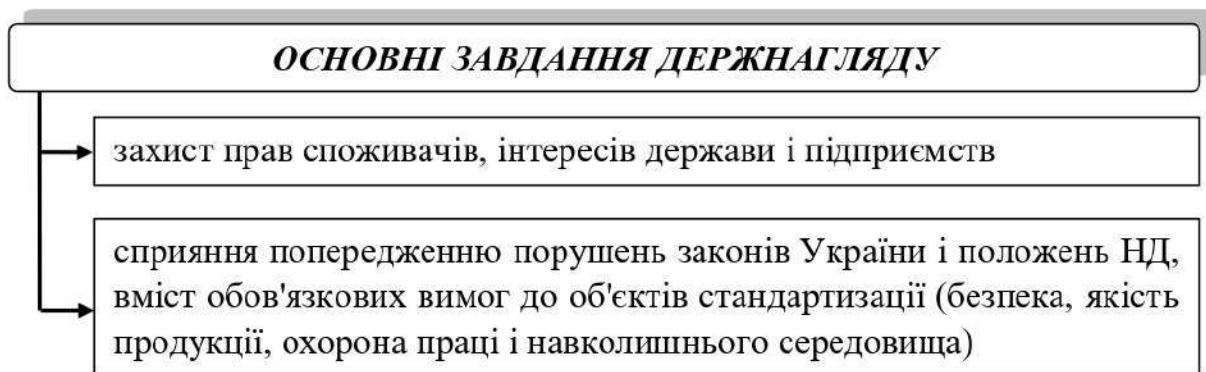 ОСНОВНІ ЗАВДАННЯ ДЕРЖНАГЛЯДУ
захист прав споживачів, інтересів держави і підприємств
сприяння попередженню порушень законів України і положень НД,
вміст обов'язкових вимог до об'єктів стандартизації (безпека, якість
продукції, охорона праці і навколишнього середовища)